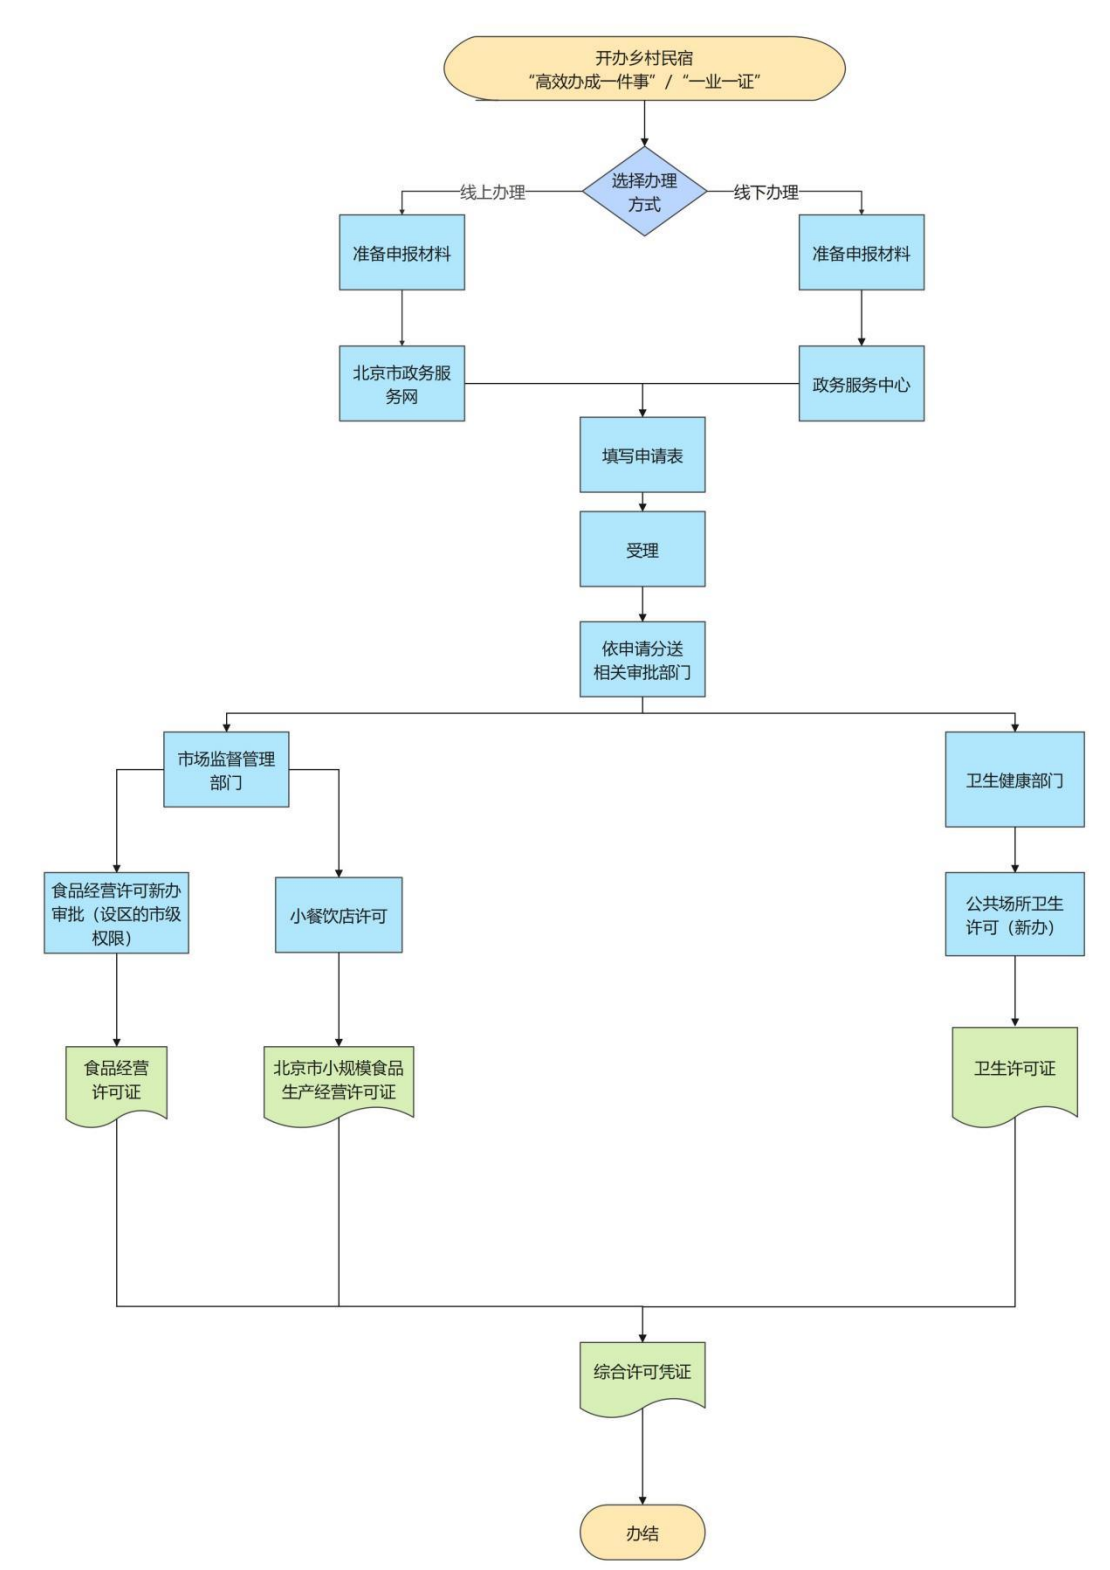 开办乡村民宿
“高效办成一件事” / “一业一证”
选择办理
方式
线上办理
线下办理
准备申报材料
准备申报材料
北京市政务服
务网
政务服务中心
填写申请表
受理
依申请分送
相关审批部门
市场监督管理
部门
卫生健康部门
食品经营许可新办
审批（设区的市级
权限）
小餐饮店许可
公共场所卫生
许可（新办）
食品经营
许可证
北京市小规模食品
生产经营许可证
卫生许可证
综合许可凭证
办结